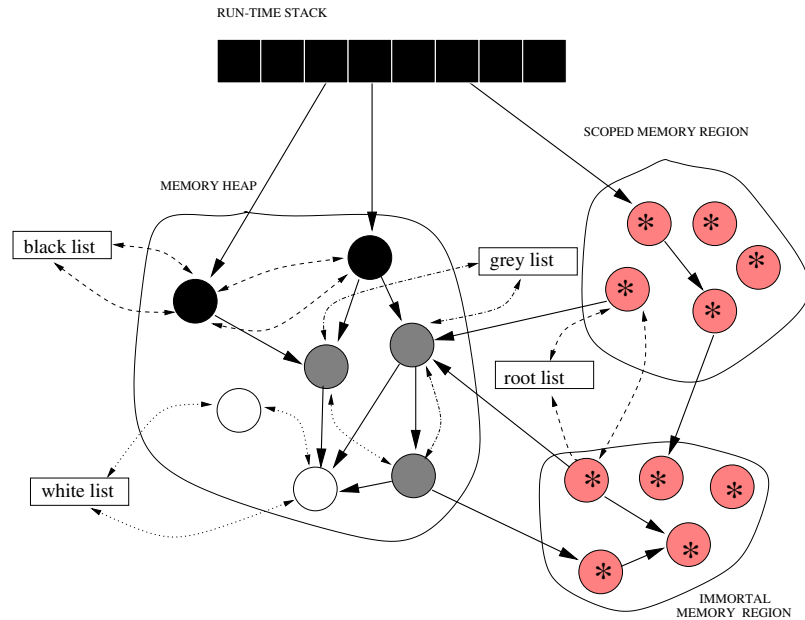 RUN-TIME STACK
SCOPED MEMORY REGION
MEMORY HEAP
black list
grey list
*
*
*
*
*
root list
white list
*
*
*
*
*
IMMORTAL
MEMORY REGION